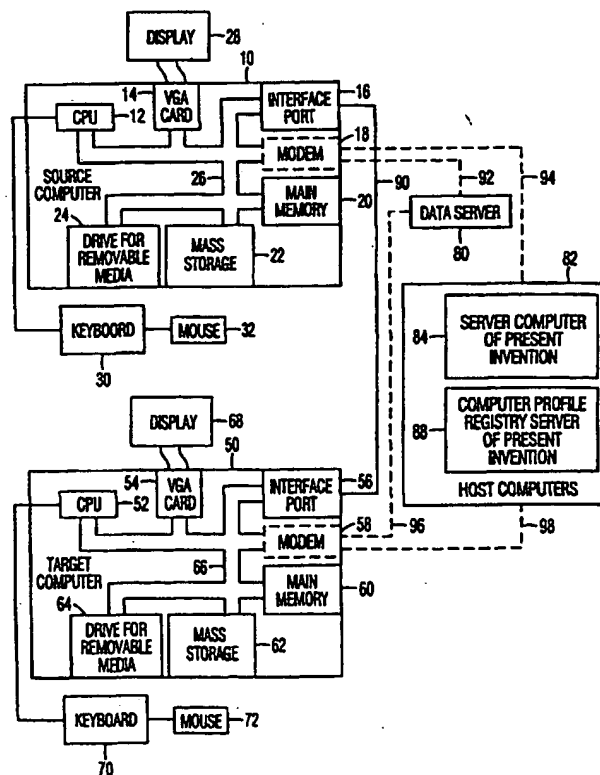 DISPLAY
28
10
14
VGA
CARD
INTERFACE
PORT
16
CPU
12
18
MODEM
SOURCE
COMPUTER
26
92
94
90
24
MAIN
MEMORY
20
DATA SERVER
80
DRIVE FOR
REMOVABLE
MEDIA
MASS
STORAGE
22
82
KEYBOORD
MOUSE
32
30
84
SERVER COMPUTER
OF PRESENT
INVENTION
DISPLAY
68
50
88
COMPUTER PROFILE
REGISTRY SERVER
OF PRESENT
INVENTION
HOST COMPUTERS
54
VGA
CARD
INTERFACE
PORT
56
CPU
52
58
MODEM
96
98
TARGET
COMPUTER
66
64
MAIN
MEMORY
60
DRIVE FOR
REMOVABLE
MEDIA
MASS
STORAGE
62
KEYBOARD
MOUSE
72
70